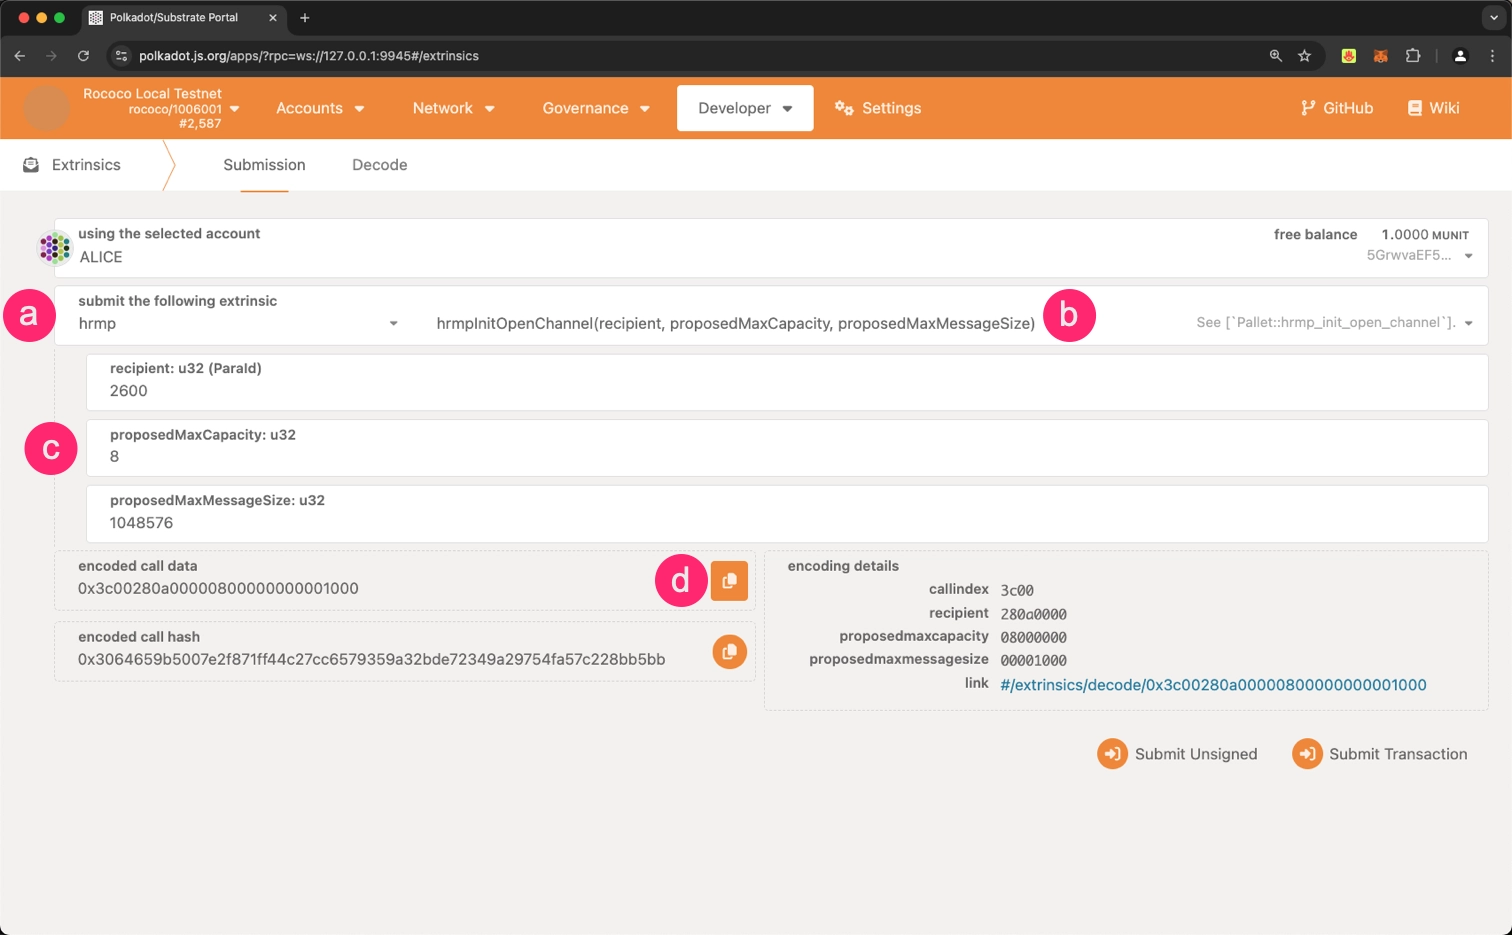 Polkadot/Substrate Portal
polkadot.js.org/apps/?rpc=ws://127.0.0.1:9945#/extrinsics
Rococo Local Testnet
rococo/1006001
#2,587
Accounts
Network
Governance
Developer
Settings
GitHub
Wiki
Extrinsics
Submission
Decode
using the selected account
ALICE
free balance 1.0000 MUNIT
5GrwvaEF5...
a
submit the following extrinsic
hrmp
hrmpInitOpenChannel(recipient, proposedMaxCapacity, proposedMaxMessageSize)
b
See [`Pallet::hrmp_init_open_channel`].
recipient: u32 (ParaId)
2600
c
proposedMaxCapacity: u32
8
proposedMaxMessageSize: u32
1048576
encoded call data
0x3c00280a00000800000000001000
d
encoded call hash
0x3064659b5007e2f871ff44c27cc6579359a32bde72349a29754fa57c228bb5bb
encoding details
callindex 3c00
recipient 280a0000
proposedmaxcapacity 08000000
proposedmaxmessagesize 00001000
link #/extrinsics/decode/0x3c00280a00000800000000001000
Submit Unsigned
Submit Transaction